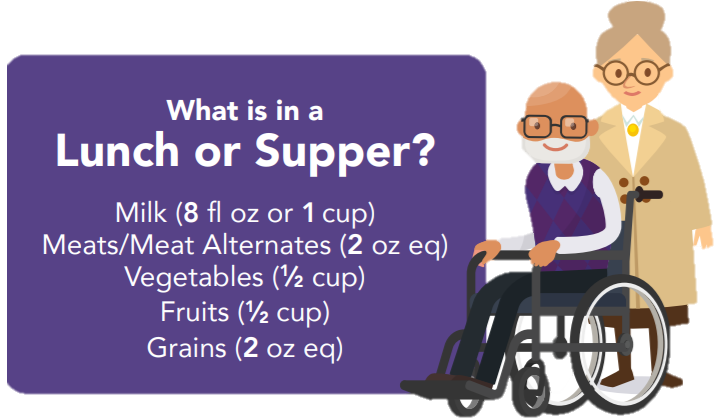 What is in a
Lunch or Supper?
Milk (8 fl oz or 1 cup)
Meats/Meat Alternates (2 oz eq)
Vegetables (½ cup)
Fruits (½ cup)
Grains (2 oz eq)